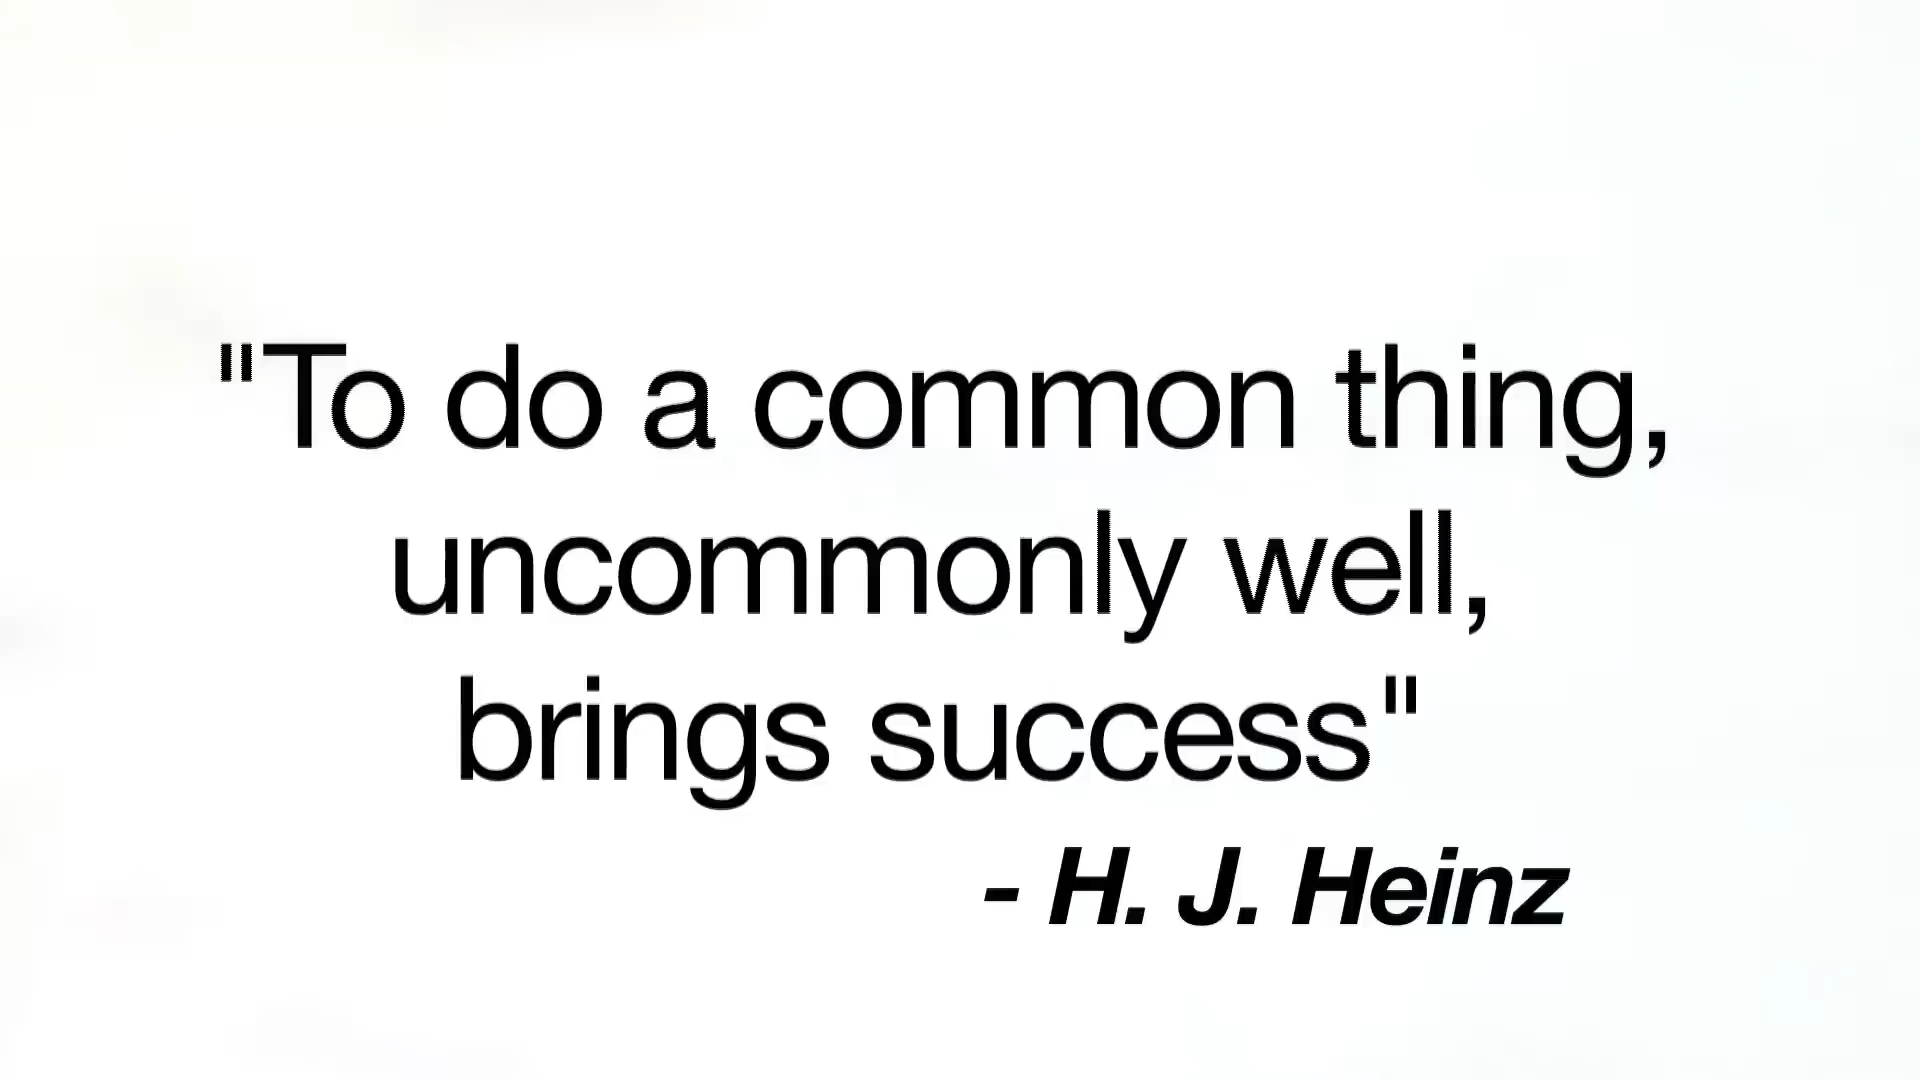 "To do a common thing,
uncommonly well,
brings success"
- H. J. Heinz